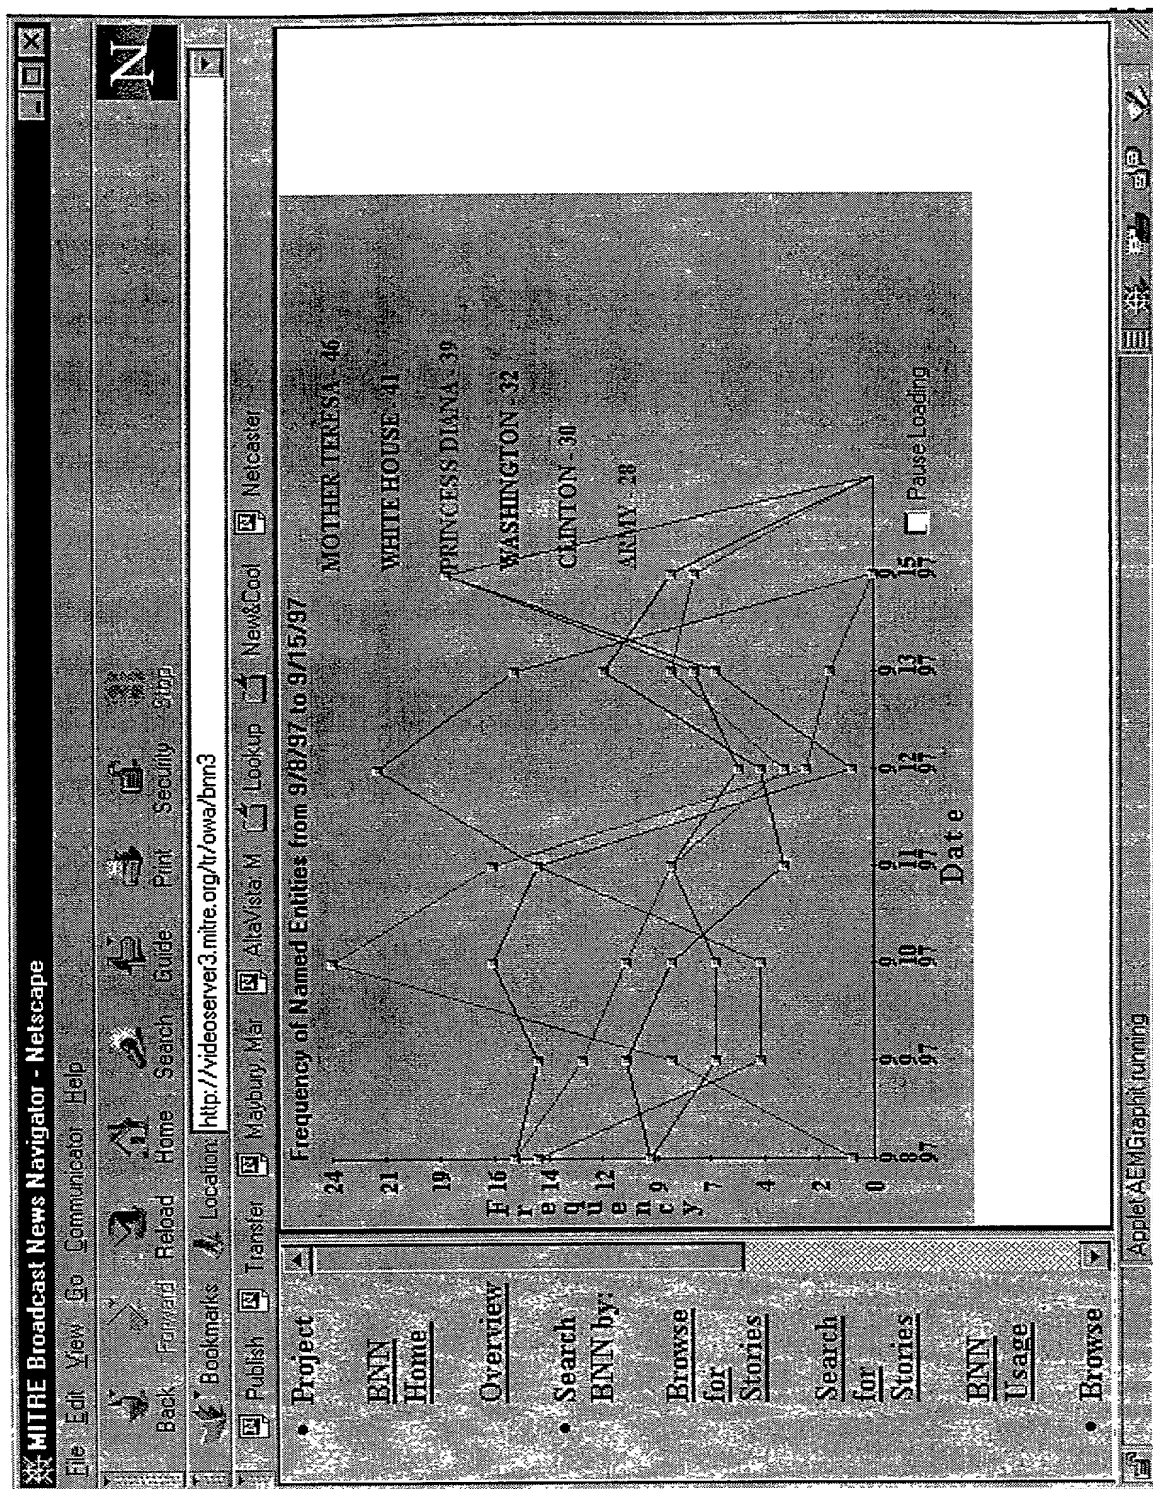 MITRE Broadcast News Navigator - Netscape
File Edit View Go Communicator Help
Back Forward Reload Home Search Guide Print Security Stop
N
Bookmarks Location: http://videoserver3.mitre.org/tr/owa/bnn3
Publish Transfer Maybury, Mar AltaVista: M Lookup New&Cool Netcaster
• Project
BNN
Home
Overview
• Search
BNN by:
Browse
for
Stories
Search
for
Stories
BNN
Usage
• Browse
Frequency of Named Entities from 9/8/97 to 9/15/97
MOTHER TERESA - 46
WHITE HOUSE - 41
PRINCESS DIANA - 39
WASHINGTON - 32
CLINTON - 30
ARMY - 28
Frequency
24
21
19
16
14
12
9
7
4
2
0
9 8 97
9 9 97
9 10 97
9 11 97
9 12 97
9 13 97
9 15 97
Date
Pause Loading
Applet AEMGraphit running